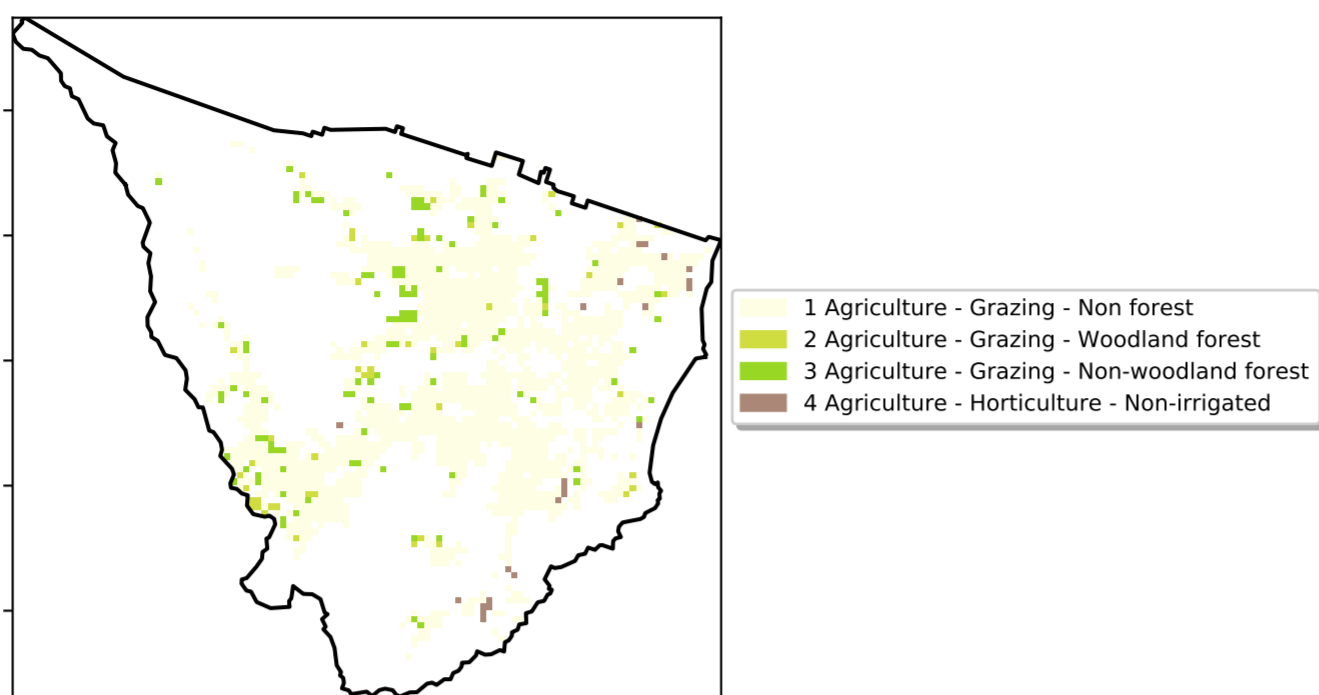 1 Agriculture - Grazing - Non forest
2 Agriculture - Grazing - Woodland forest
3 Agriculture - Grazing - Non-woodland forest
4 Agriculture - Horticulture - Non-irrigated